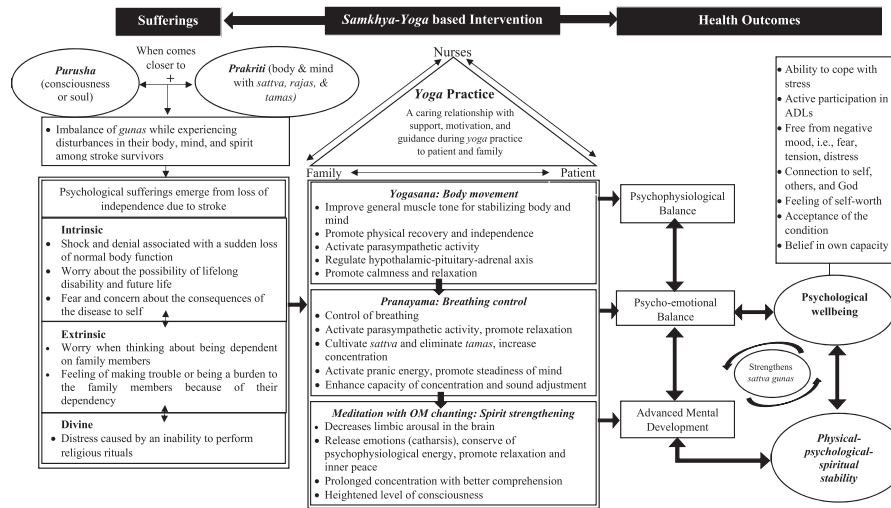 Sufferings
Samkhya-Yoga based Intervention
Health Outcomes
Purusha
(consciousness
or soul)
When comes
closer to
+
Prakriti (body & mind
with sattva, rajas, &
tamas)
• Imbalance of gunas while experiencing
disturbances in their body, mind, and spirit
among stroke survivors
Psychological sufferings emerge from loss of
independence due to stroke
Intrinsic
• Shock and denial associated with a sudden loss of
normal body function
• Worry about the possibility of lifelong
disability and future life
• Fear and concern about the consequences of
the disease to self
Extrinsic
• Worry when thinking about being dependent
on family members
• Feeling of making trouble or being a burden to
the family members because of their
dependency
Divine
• Distress caused by an inability to perform
religious rituals
Nurses
Yoga Practice
A caring relationship with
support, motivation, and
guidance during yoga practice
to patient and family
Family
Patient
Yogasana: Body movement
• Improve general muscle tone for stabilizing body and
mind
• Promote physical recovery and independence
• Activate parasympathetic activity
• Regulate hypothalamic-pituitary-adrenal axis
• Promote calmness and relaxation
Pranayama: Breathing control
• Control of breathing
• Activate parasympathetic activity, promote relaxation
• Cultivate sattva and eliminate tamas, increase
concentration
• Activate pranic energy, promote steadiness of mind
• Enhance capacity of concentration and sound adjustment
Meditation with OM chanting: Spirit strengthening
• Decreases limbic arousal in the brain
• Release emotions (catharsis), conserve of
psychophysiological energy, promote relaxation and
inner peace
• Prolonged concentration with better comprehension
• Heightened level of consciousness
Psychophysiological
Balance
Psycho-emotional
Balance
Advanced Mental
Development
• Ability to cope with
stress
• Active participation in
ADLs
• Free from negative
mood, i.e., fear,
tension, distress
• Connection to self,
others, and God
• Feeling of self-worth
• Acceptance of the
condition
• Belief in own capacity
Psychological
wellbeing
Strengthens
sattva gunas
Physical-
psychological-
spiritual
stability